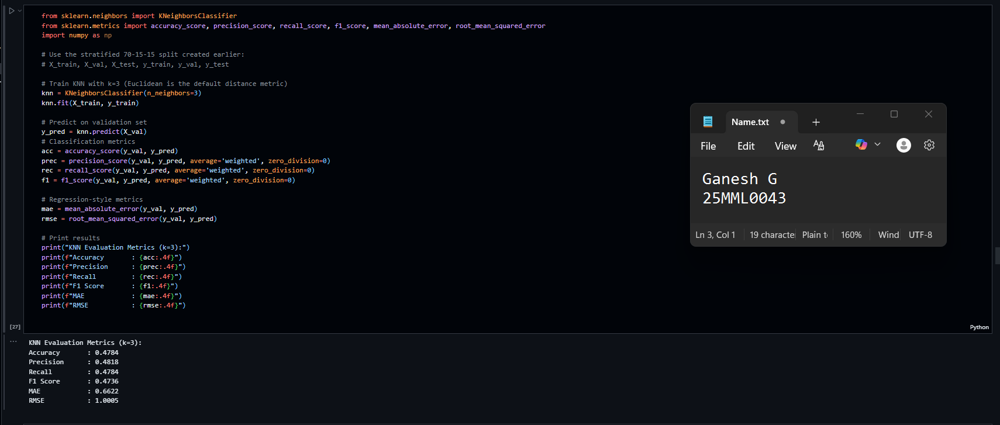 from sklearn.neighbors import KNeighborsClassifier
from sklearn.metrics import accuracy_score, precision_score, recall_score, f1_score, mean_absolute_error, root_mean_squared_error
import numpy as np

# Use the stratified 70-15-15 split created earlier:
# X_train, X_val, X_test, y_train, y_val, y_test

# Train KNN with k=3 (Euclidean is the default distance metric)
knn = KNeighborsClassifier(n_neighbors=3)
knn.fit(X_train, y_train)

# Predict on validation set
y_pred = knn.predict(X_val)
# Classification metrics
acc = accuracy_score(y_val, y_pred)
prec = precision_score(y_val, y_pred, average='weighted', zero_division=0)
rec = recall_score(y_val, y_pred, average='weighted', zero_division=0)
f1 = f1_score(y_val, y_pred, average='weighted', zero_division=0)

# Regression-style metrics
mae = mean_absolute_error(y_val, y_pred)
rmse = root_mean_squared_error(y_val, y_pred)

# Print results
print("KNN Evaluation Metrics (k=3):")
print(f"Accuracy       : {acc:.4f}")
print(f"Precision      : {prec:.4f}")
print(f"Recall         : {rec:.4f}")
print(f"F1 Score       : {f1:.4f}")
print(f"MAE            : {mae:.4f}")
print(f"RMSE           : {rmse:.4f}")
[27]
Python
KNN Evaluation Metrics (k=3):
Accuracy       : 0.4784
Precision      : 0.4818
Recall         : 0.4784
F1 Score       : 0.4736
MAE            : 0.6622
RMSE           : 1.0005
Name.txt
File Edit View
Ganesh G
25MML0043
Ln 3, Col 1 19 characte Plain t 160% Wind UTF-8